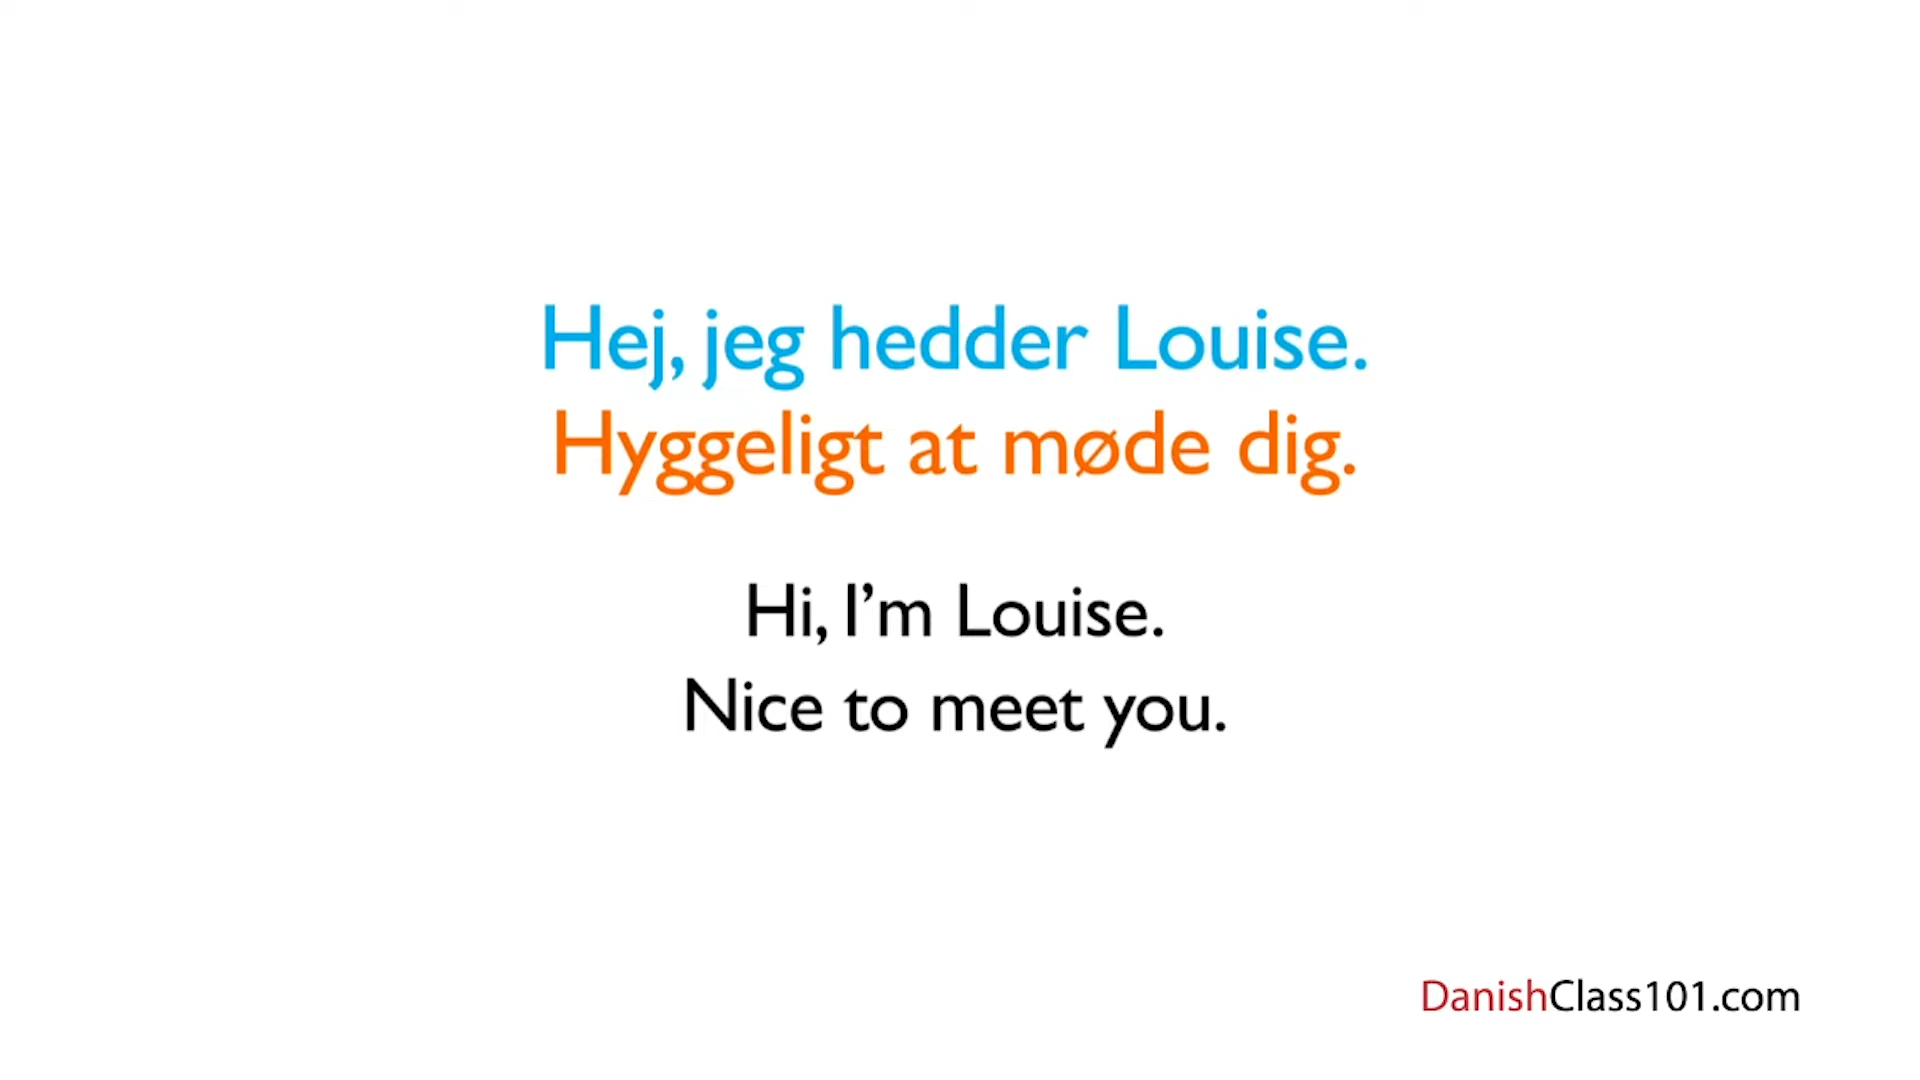 Hej, jeg hedder Louise.
Hyggeligt at møde dig.
Hi, I’m Louise.
Nice to meet you.
DanishClass101.com